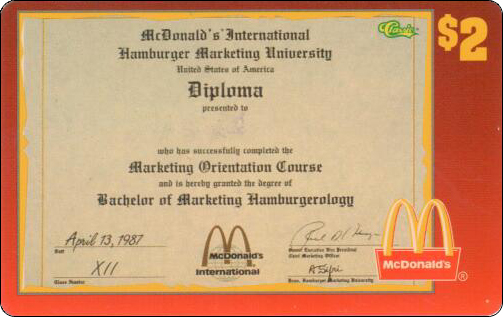 Classic
$2
McDonald's International
Hamburger Marketing University
United States of America
Diploma
presented to
who has successfully completed the
Marketing Orientation Course
and is hereby granted the degree of
Bachelor of Marketing Hamburgerology
April 13, 1987
Date
XII
Class Number
McDonald's
International
Senior Executive Vice President
Chief Marketing Officer
Dean, Hamburger Marketing University
McDonald's
®